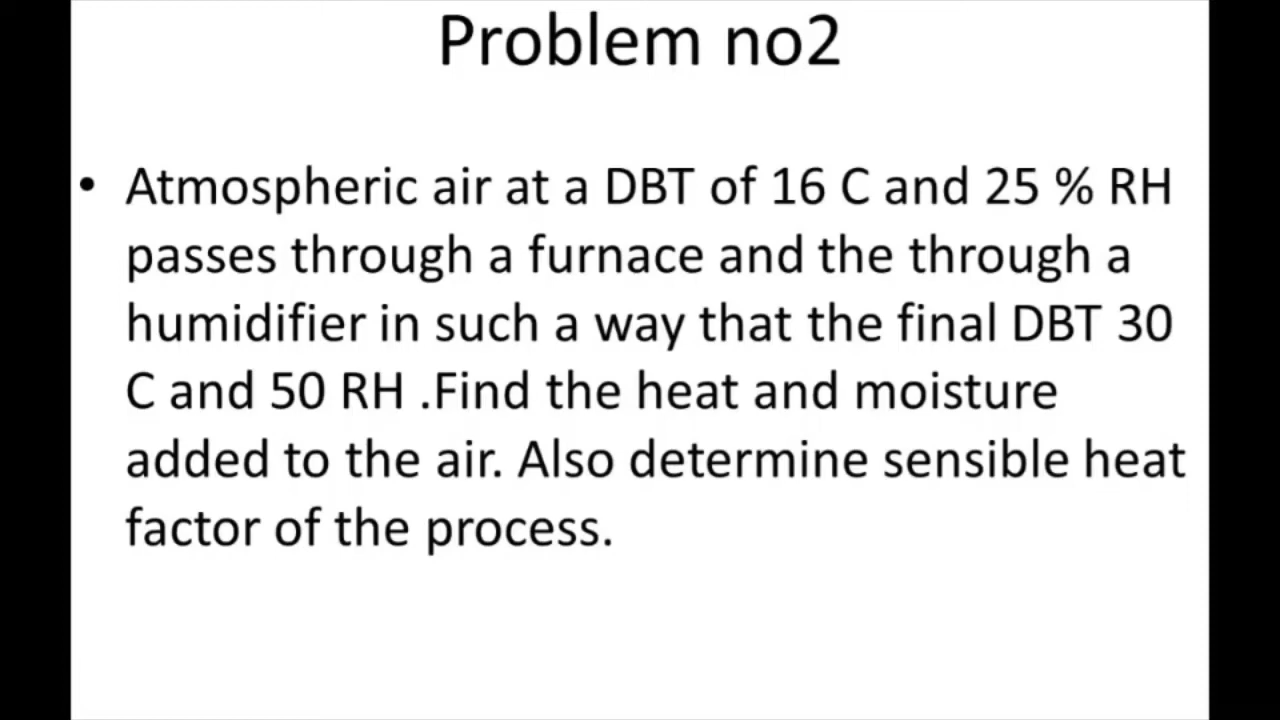 Problem no2
• Atmospheric air at a DBT of 16 C and 25 % RH
passes through a furnace and the through a
humidifier in such a way that the final DBT 30
C and 50 RH .Find the heat and moisture
added to the air. Also determine sensible heat
factor of the process.